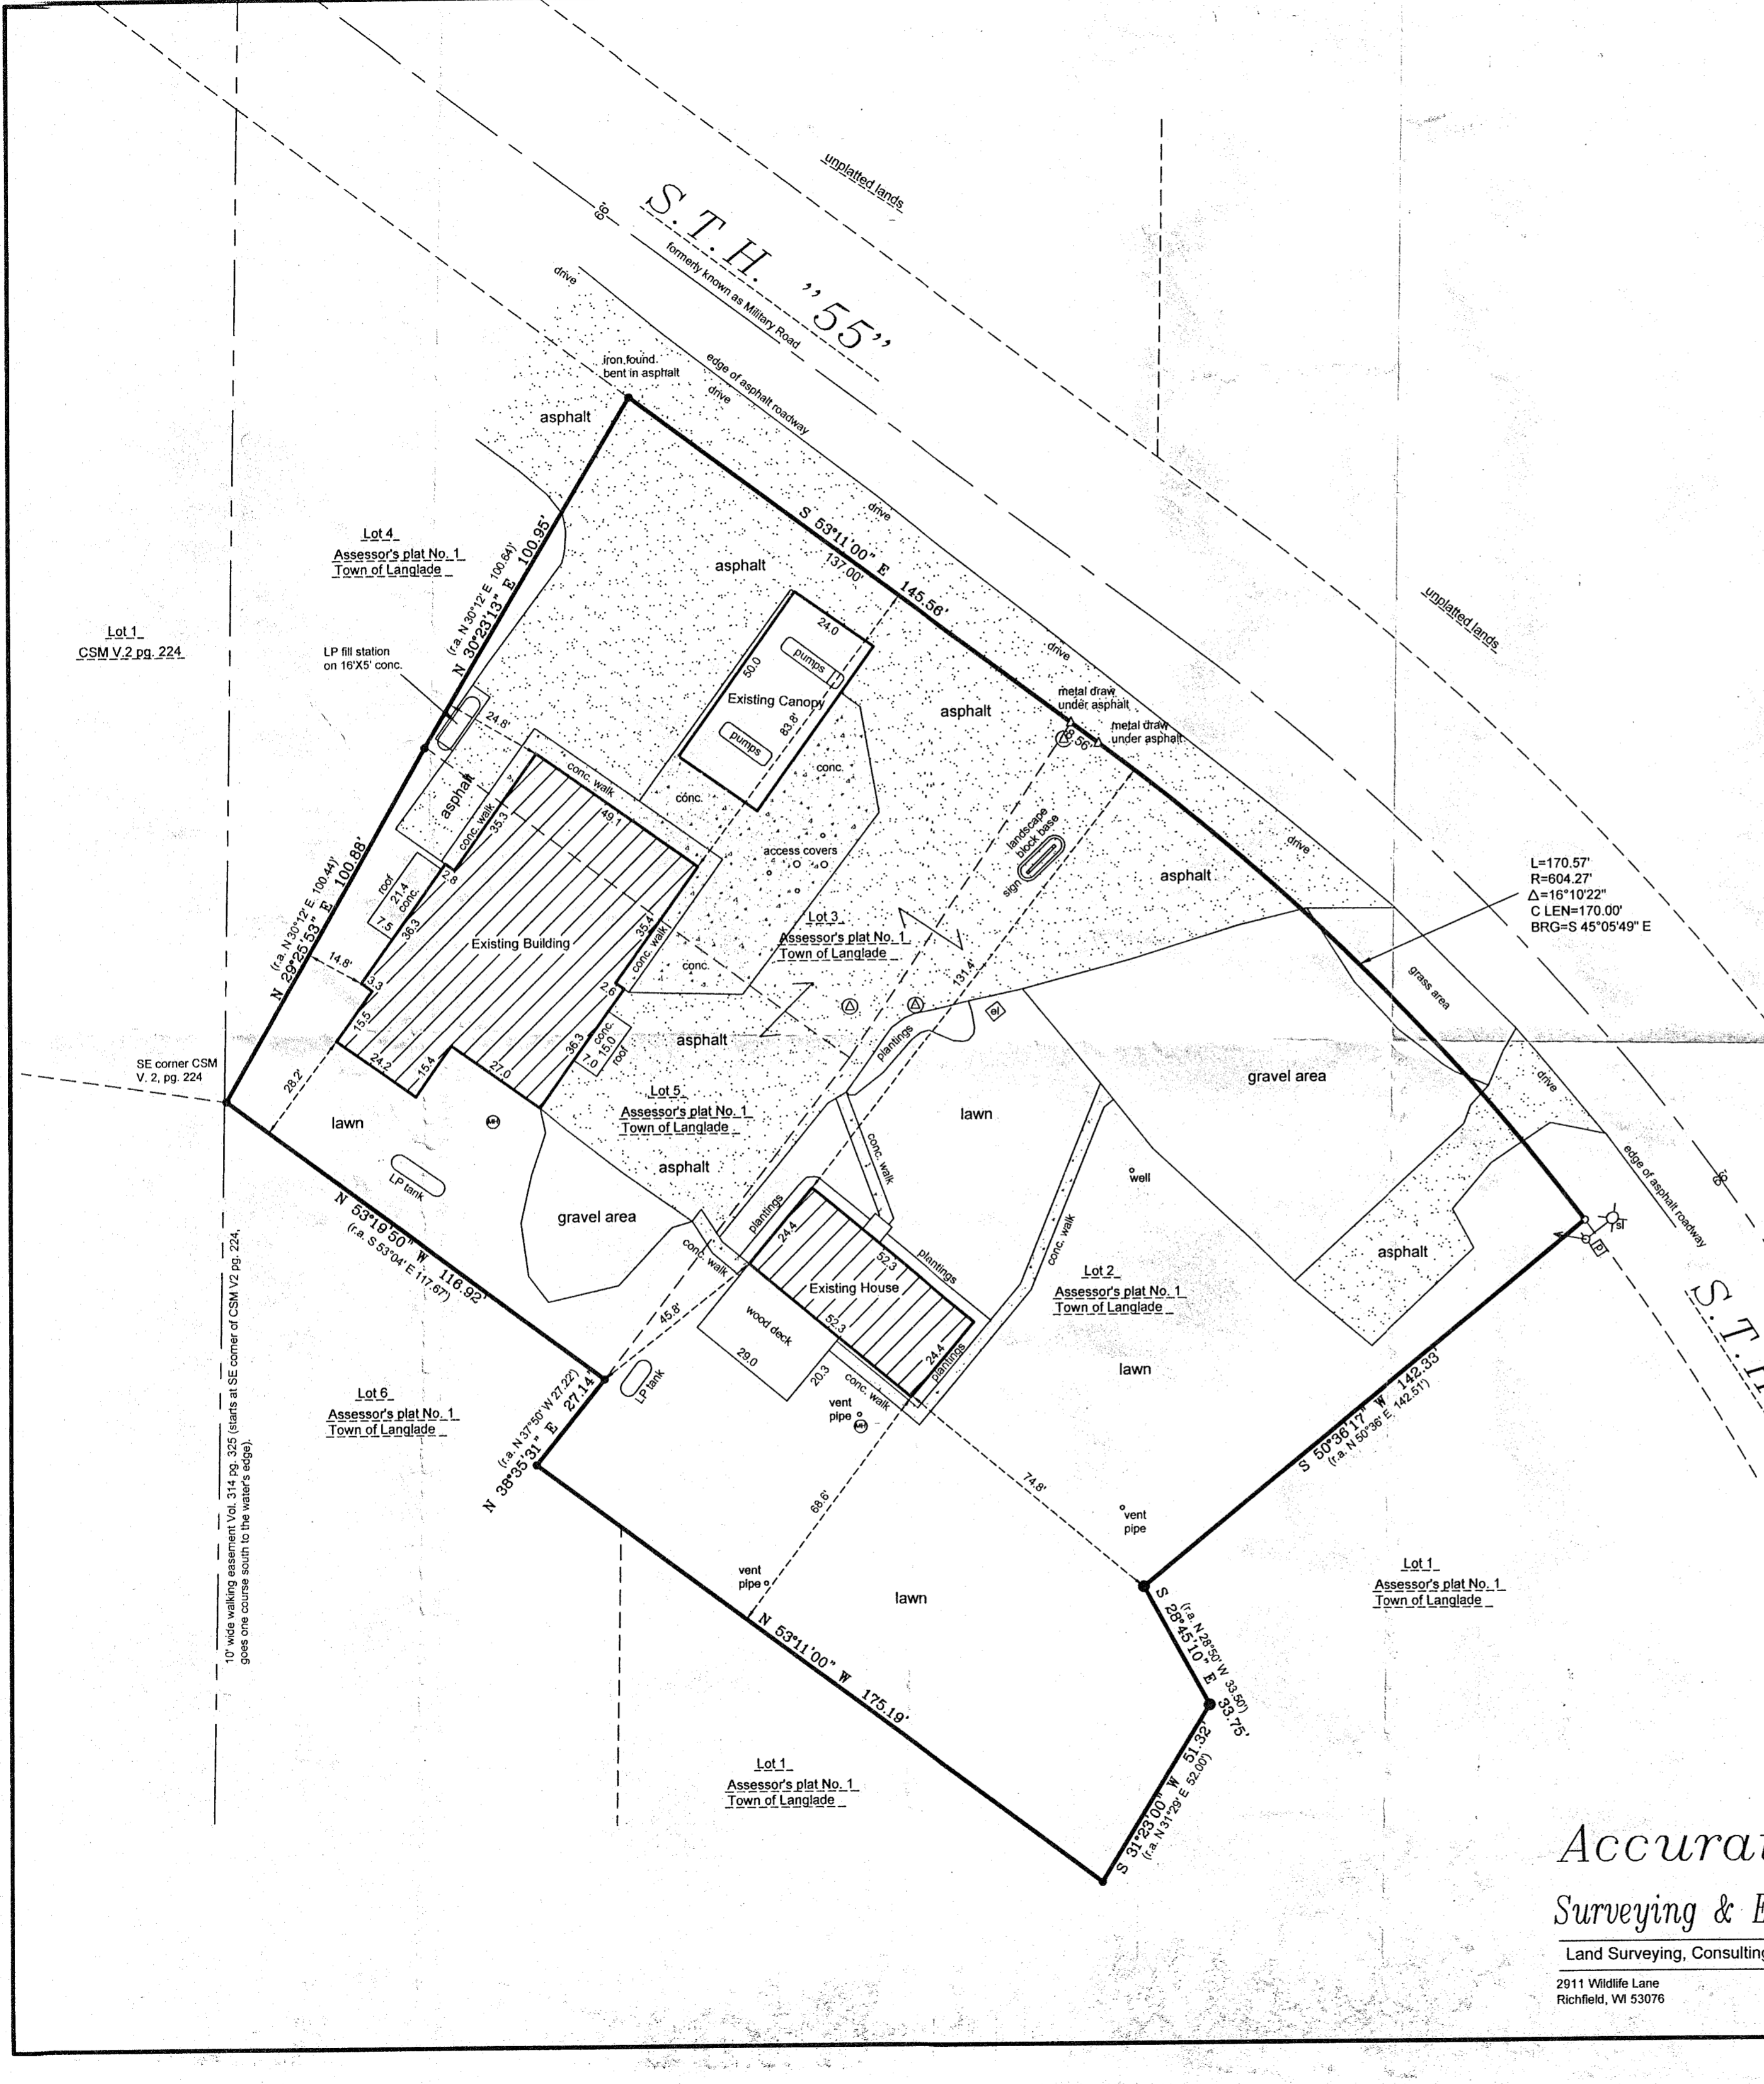 unplatted lands
66'
S.T.H. "55"
formerly known as Military Road
drive
iron found
bent in asphalt
edge of asphalt roadway
drive
asphalt
drive
S 53°11'00" E 145.56'
137.00'
Lot 4
Assessor's plat No. 1
Town of Langlade
(r.a. N 30°12' E 100.64')
N 30°23'13" E 100.95'
asphalt
unplatted lands
24.0
pumps
50.0
Existing Canopy
83.8'
pumps
drive
Lot 1
CSM V.2 pg. 224
LP fill station
on 16'X5' conc.
24.8'
metal draw
under asphalt
metal draw
under asphalt
8.56'
asphalt
conc.
conc. walk
conc.
asphalt
conc. walk
35.3
49.1
access covers
landscape
block base
sign
drive
asphalt
L=170.57'
R=604.27'
Δ=16°10'22"
C LEN=170.00'
BRG=S 45°05'49" E
2.8
roof
21.4
conc.
7.5
36.3
(r.a. N 30°12' E 100.44')
N 29°25'53" E 100.88'
Existing Building
35.4
conc. walk
conc.
Lot 3
Assessor's plat No. 1
Town of Langlade
131.4'
grass area
14.8'
3.3
2.6
15.5
36.3
conc.
7.0 15.0
roof
asphalt
plantings
el
SE corner CSM
V. 2, pg. 224
28.2'
24.2
15.4
27.0
gravel area
drive
Lot 5
Assessor's plat No. 1
Town of Langlade
lawn
MH
lawn
conc. walk
edge of asphalt roadway
66'
LP tank
asphalt
well
N 53°19'50" W 116.92'
(r.a. S 53°04' E 117.67')
gravel area
plantings
24.4
conc. walk
52.3
plantings
conc. walk
asphalt
sl
Existing House
Lot 2
Assessor's plat No. 1
Town of Langlade
45.8'
wood deck
52.3
29.0
20.3
24.4
plantings
conc. walk
lawn
S 50°36'17" W 142.33'
(r.a. N 50°36' E 142.51')
LP tank
Lot 6
Assessor's plat No. 1
Town of Langlade
(r.a. N 37°50' W 27.22')
N 38°35'31" E 27.14'
vent
pipe
MH
74.8'
68.6'
vent
pipe
10' wide walking easement Vol. 314 pg. 325 (starts at SE corner of CSM V2 pg. 224,
goes one course south to the water's edge).
vent
pipe
lawn
Lot 1
Assessor's plat No. 1
Town of Langlade
(r.a. N 28°50' W 33.50')
S 28°45'10" E 33.75'
N 53°11'00" W 175.19'
S 31°23'00" W 51.32'
(r.a. N 31°29' E 52.00')
Lot 1
Assessor's plat No. 1
Town of Langlade
Accura
Surveying & E
Land Surveying, Consulting
2911 Wildlife Lane
Richfield, WI 53076